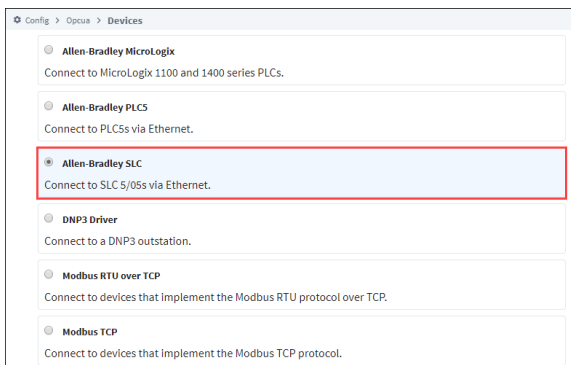 Config > Opcua > Devices
Allen-Bradley MicroLogix
Connect to MicroLogix 1100 and 1400 series PLCs.
Allen-Bradley PLC5
Connect to PLC5s via Ethernet.
Allen-Bradley SLC
Connect to SLC 5/05s via Ethernet.
DNP3 Driver
Connect to a DNP3 outstation.
Modbus RTU over TCP
Connect to devices that implement the Modbus RTU protocol over TCP.
Modbus TCP
Connect to devices that implement the Modbus TCP protocol.